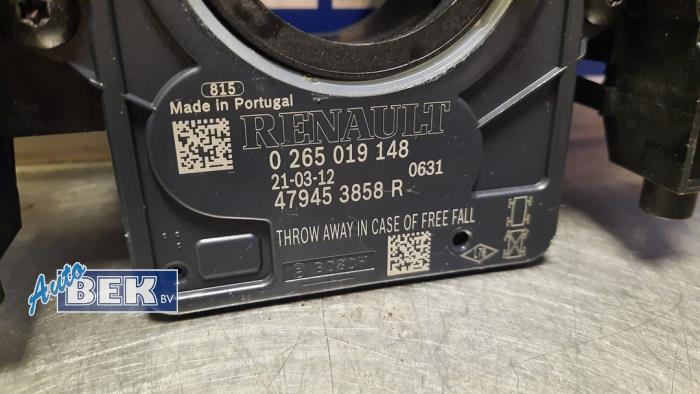 815
Made in Portugal
RENAULT
0 265 019 148
21-03-12
0631
47945 3858 R
THROW AWAY IN CASE OF FREE FALL
BOSCH
L78
Auto
BEK BV